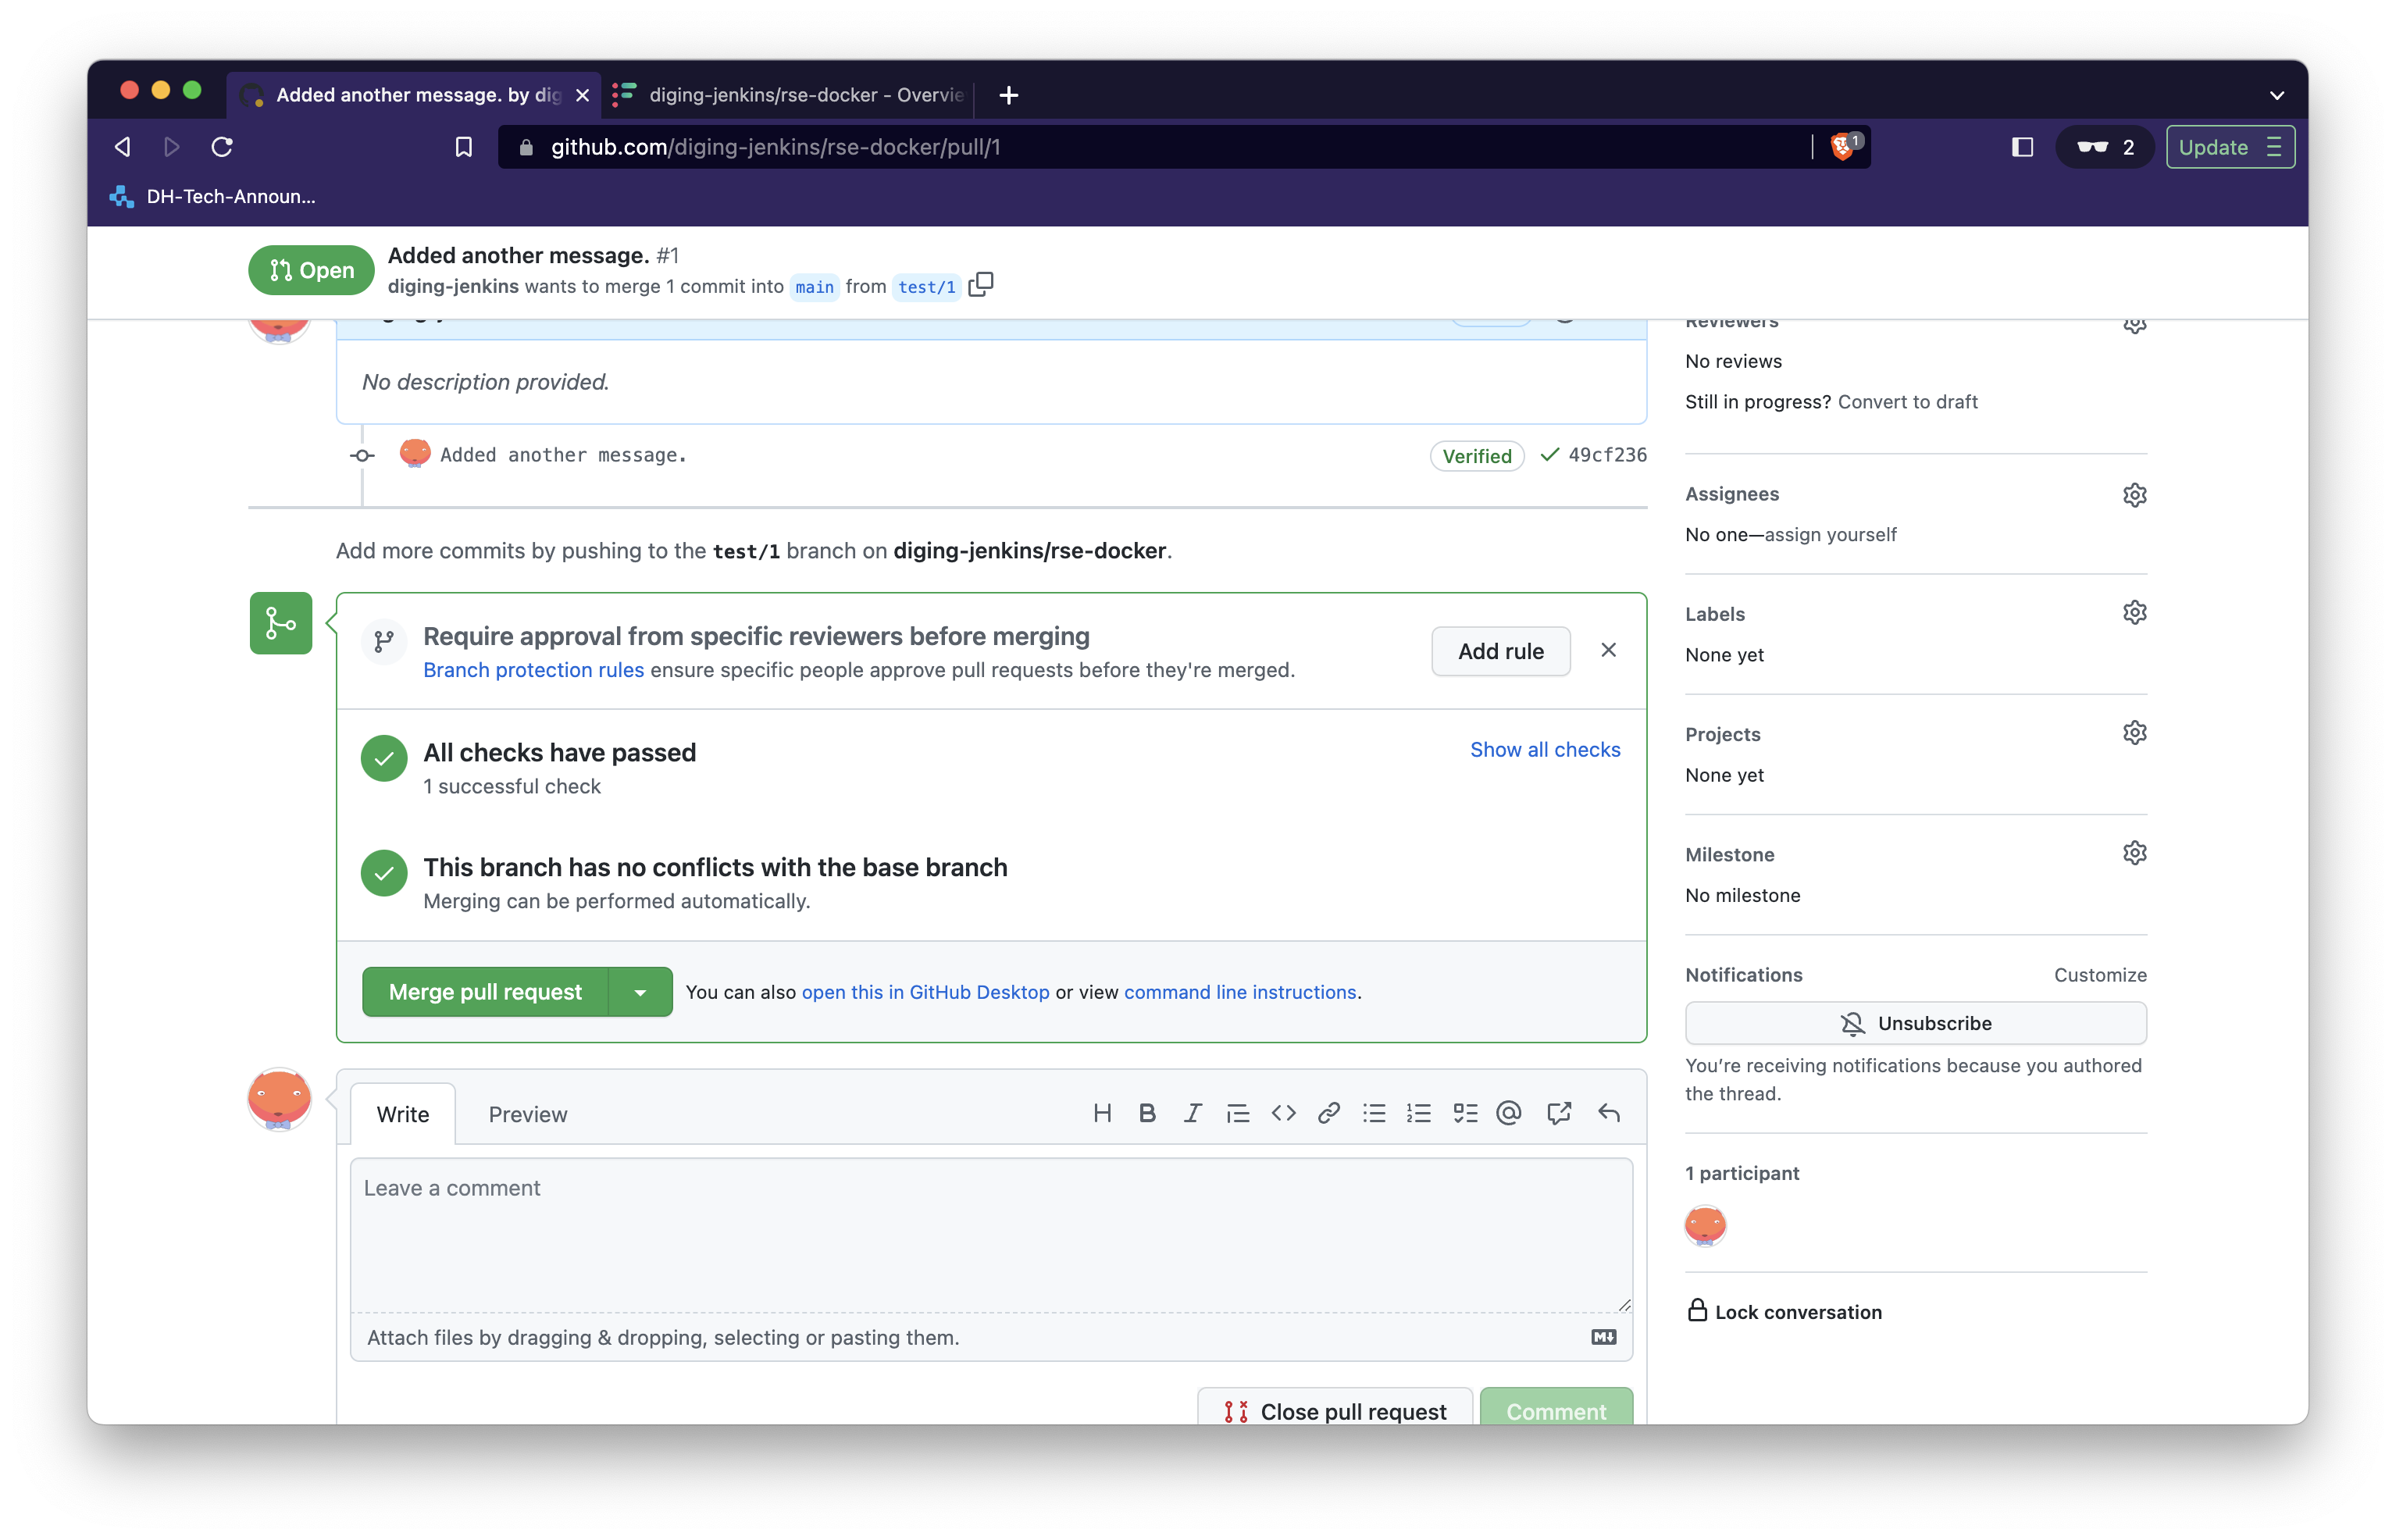 Added another message. by dig
diging-jenkins/rse-docker - Overvie
github.com/diging-jenkins/rse-docker/pull/1
1
2
Update
DH-Tech-Announ...
Open
Added another message. #1
diging-jenkins wants to merge 1 commit into main from test/1
Reviewers
No reviews
Still in progress? Convert to draft
No description provided.
Added another message.
Verified
49cf236
Assignees
No one—assign yourself
Add more commits by pushing to the test/1 branch on diging-jenkins/rse-docker.
Labels
None yet
Require approval from specific reviewers before merging
Branch protection rules ensure specific people approve pull requests before they're merged.
Add rule
Projects
None yet
All checks have passed
1 successful check
Show all checks
Milestone
No milestone
This branch has no conflicts with the base branch
Merging can be performed automatically.
Notifications
Customize
Unsubscribe
You’re receiving notifications because you authored
the thread.
Merge pull request
You can also open this in GitHub Desktop or view command line instructions.
Write
Preview
1 participant
Leave a comment
Lock conversation
Attach files by dragging & dropping, selecting or pasting them.
Close pull request
Comment